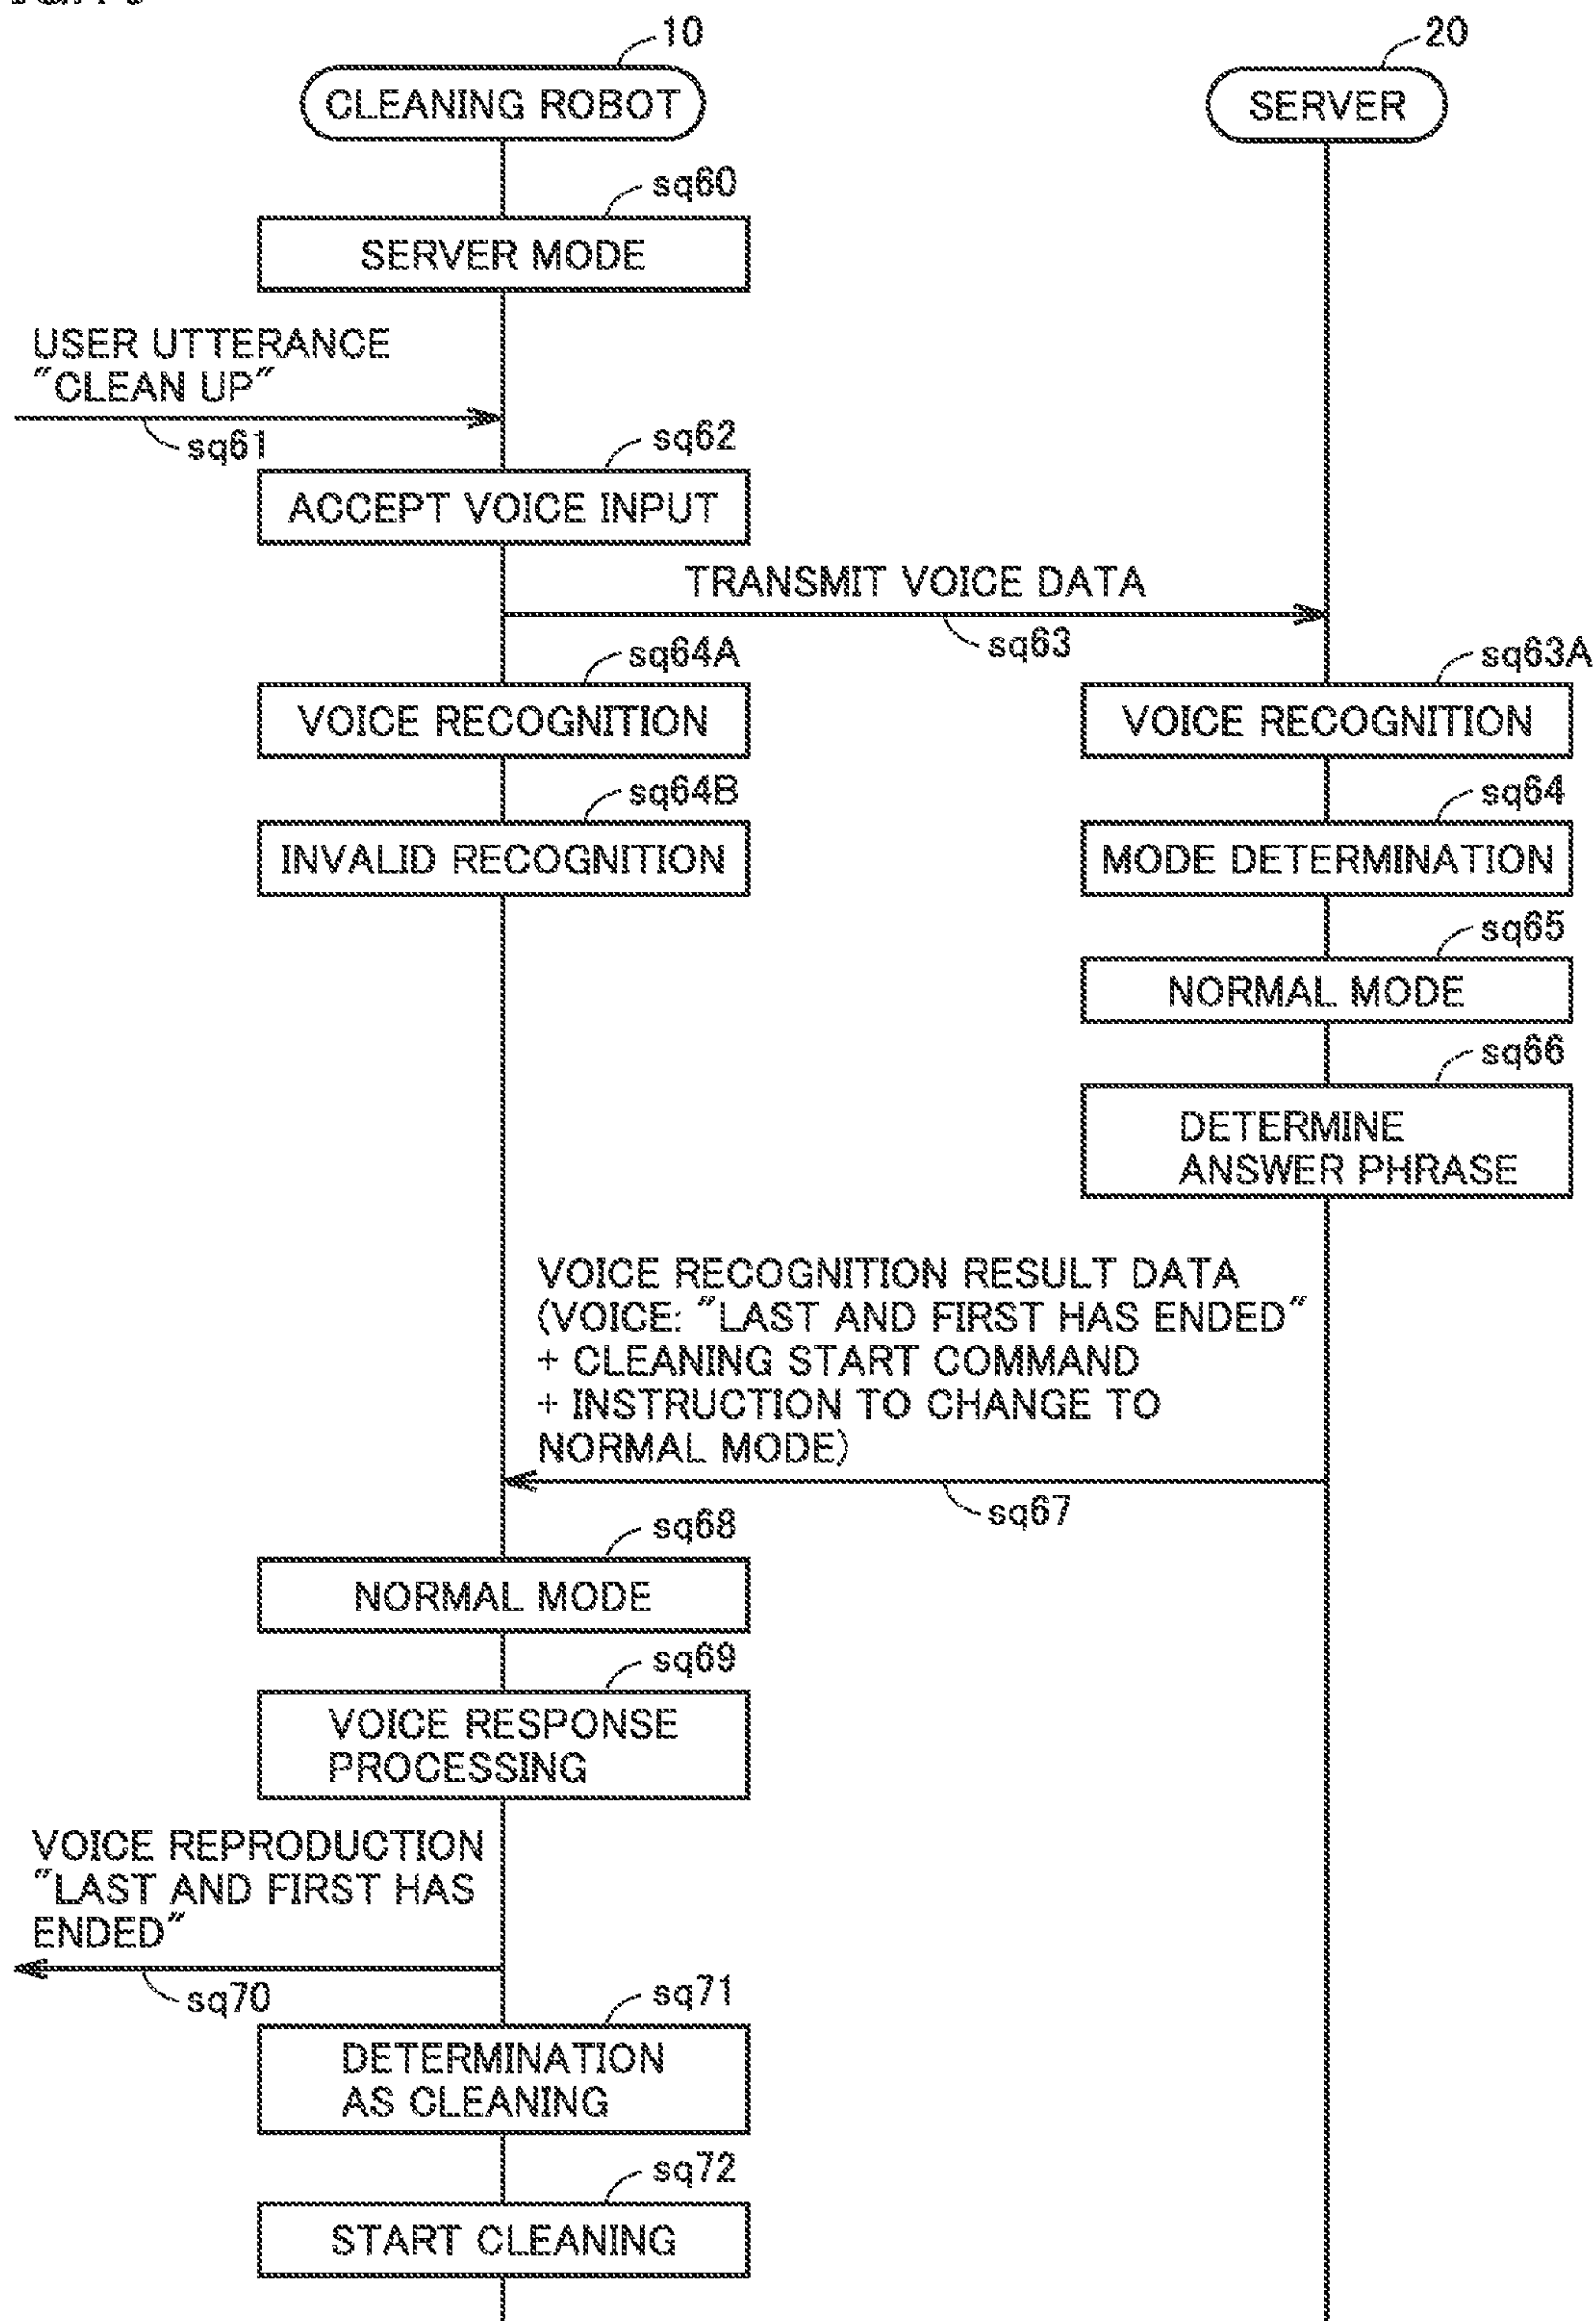 10
20
CLEANING ROBOT
SERVER
sq60
SERVER MODE
USER UTTERANCE
"CLEAN UP"
sq61
sq62
ACCEPT VOICE INPUT
TRANSMIT VOICE DATA
sq63
sq64A
sq63A
VOICE RECOGNITION
VOICE RECOGNITION
sq64B
sq64
INVALID RECOGNITION
MODE DETERMINATION
sq65
NORMAL MODE
sq66
DETERMINE
ANSWER PHRASE
VOICE RECOGNITION RESULT DATA
(VOICE: "LAST AND FIRST HAS ENDED"
+ CLEANING START COMMAND
+ INSTRUCTION TO CHANGE TO
NORMAL MODE)
sq67
sq68
NORMAL MODE
sq69
VOICE RESPONSE
PROCESSING
VOICE REPRODUCTION
"LAST AND FIRST HAS
ENDED"
sq70
sq71
DETERMINATION
AS CLEANING
sq72
START CLEANING